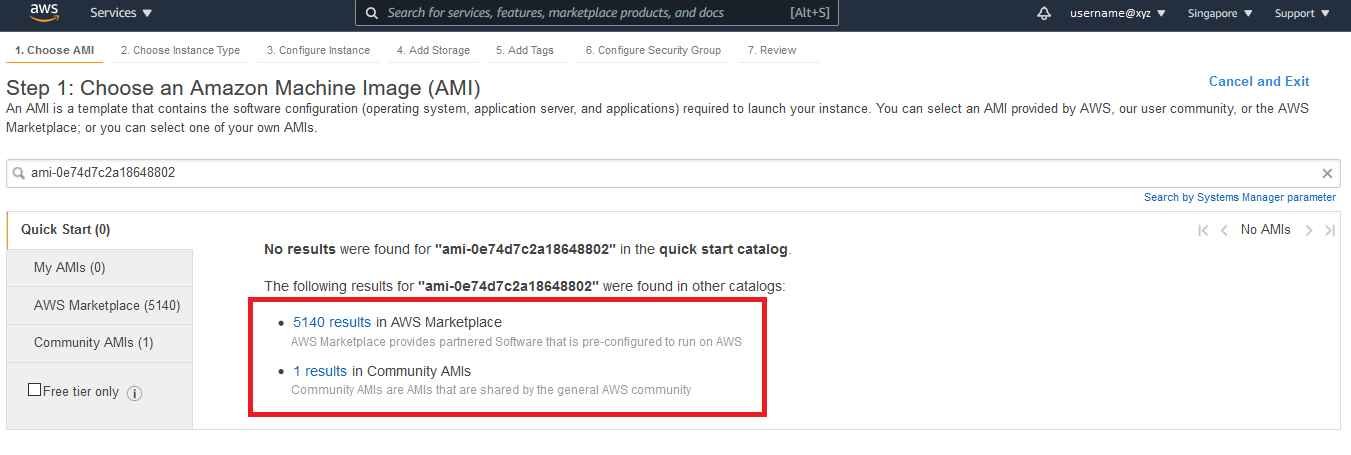 aws Services Search for services, features, marketplace products, and docs [Alt+S] username@xyz Singapore Support
1. Choose AMI 2. Choose Instance Type 3. Configure Instance 4. Add Storage 5. Add Tags 6. Configure Security Group 7. Review
Step 1: Choose an Amazon Machine Image (AMI)
Cancel and Exit
An AMI is a template that contains the software configuration (operating system, application server, and applications) required to launch your instance. You can select an AMI provided by AWS, our user community, or the AWS
Marketplace; or you can select one of your own AMIs.
ami-0e74d7c2a18648802
Search by Systems Manager parameter
Quick Start (0)
My AMIs (0)
AWS Marketplace (5140)
Community AMIs (1)
Free tier only
No AMIs
No results were found for "ami-0e74d7c2a18648802" in the quick start catalog.
The following results for "ami-0e74d7c2a18648802" were found in other catalogs:
• 5140 results in AWS Marketplace
AWS Marketplace provides partnered Software that is pre-configured to run on AWS
• 1 results in Community AMIs
Community AMIs are AMIs that are shared by the general AWS community